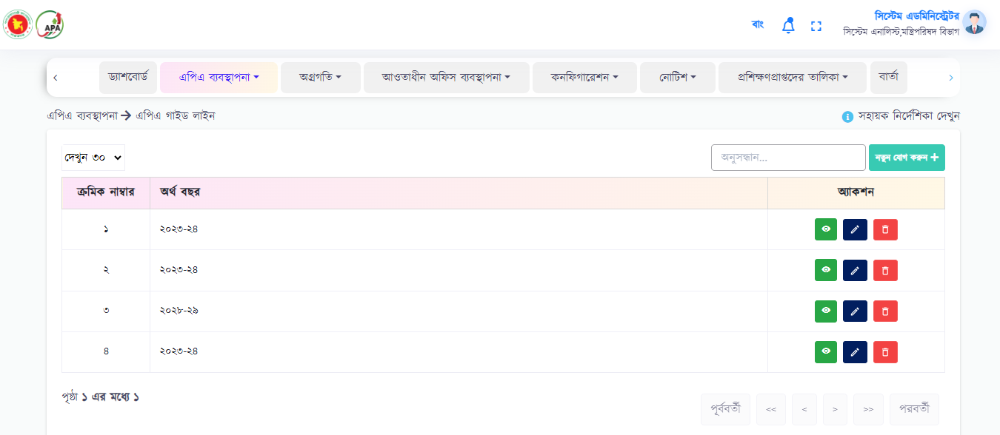 APA
বাং
সিস্টেম এডমিনিস্ট্রেটর
সিস্টেম এনালিস্ট,মন্ত্রিপরিষদ বিভাগ
ড্যাশবোর্ড এপিএ ব্যবস্থাপনা অগ্রগতি আওতাধীন অফিস ব্যবস্থাপনা কনফিগারেশন নোটিশ প্রশিক্ষণপ্রাপ্তদের তালিকা বার্তা
এপিএ ব্যবস্থাপনা → এপিএ গাইড লাইন
সহায়ক নির্দেশিকা দেখুন
দেখুন ৩০
অনুসন্ধান...
নতুন যোগ করুন +
ক্রমিক নাম্বার অর্থ বছর অ্যাকশন
১ ২০২৩-২৪
২ ২০২৩-২৪
৩ ২০২৮-২৯
৪ ২০২৩-২৪
পৃষ্ঠা ১ এর মধ্যে ১
পূর্ববর্তী << < > >> পরবর্তী